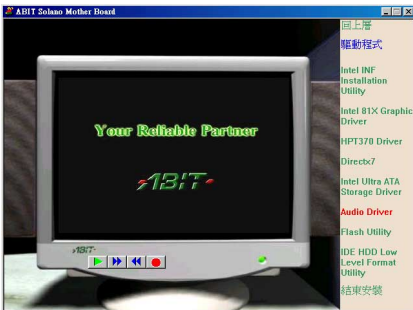 ABIT Solano Mother Board
回上層
驅動程式
Intel INF
Installation
Utility
Intel 81X Graphic
Driver
HPT370 Driver
Directx7
Intel Ultra ATA
Storage Driver
Audio Driver
Flash Utility
IDE HDD Low
Level Format
Utility
結束安裝
Your Reliable Partner
ABIT
ABIT